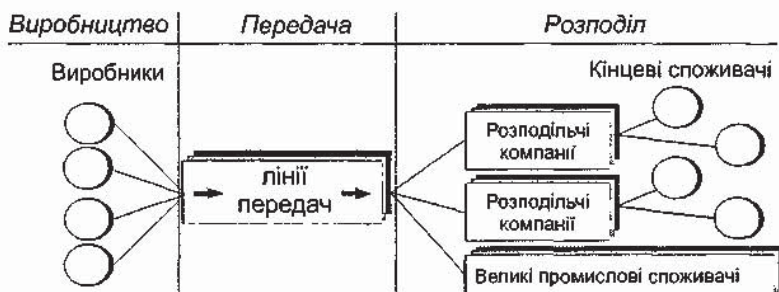 Виробництво Передача Розподіл
Виробники
Кінцеві споживачі
лінії
передач
Розподільчі
компанії
Розподільчі
компанії
Великі промислові споживачі